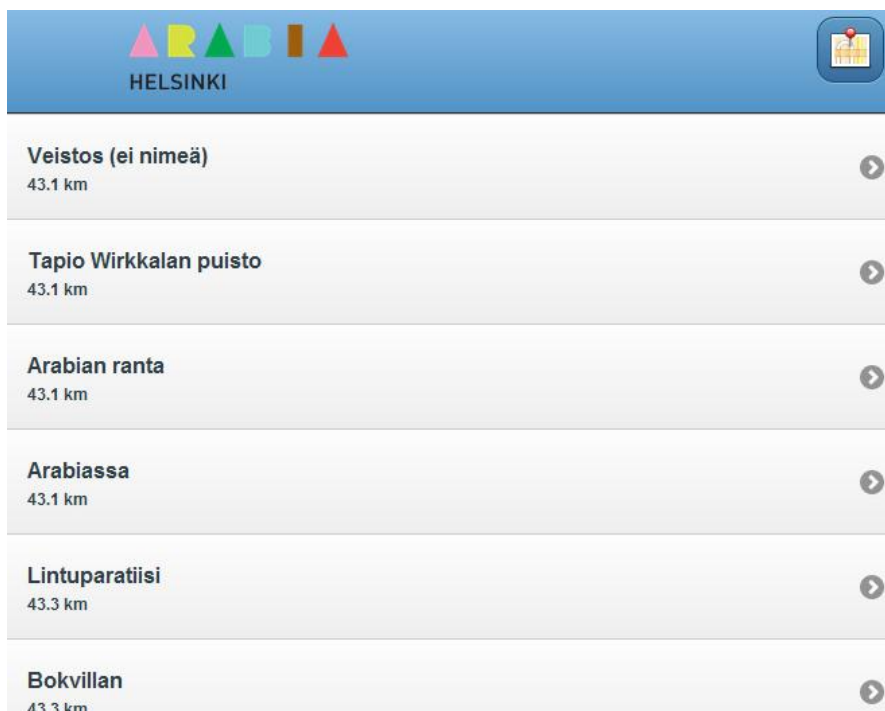 ARABIA
HELSINKI
Veistos (ei nimeä)
43.1 km
Tapio Wirkkalan puisto
43.1 km
Arabian ranta
43.1 km
Arabiassa
43.1 km
Lintuparatiisi
43.3 km
Bokvillan
43.3 km